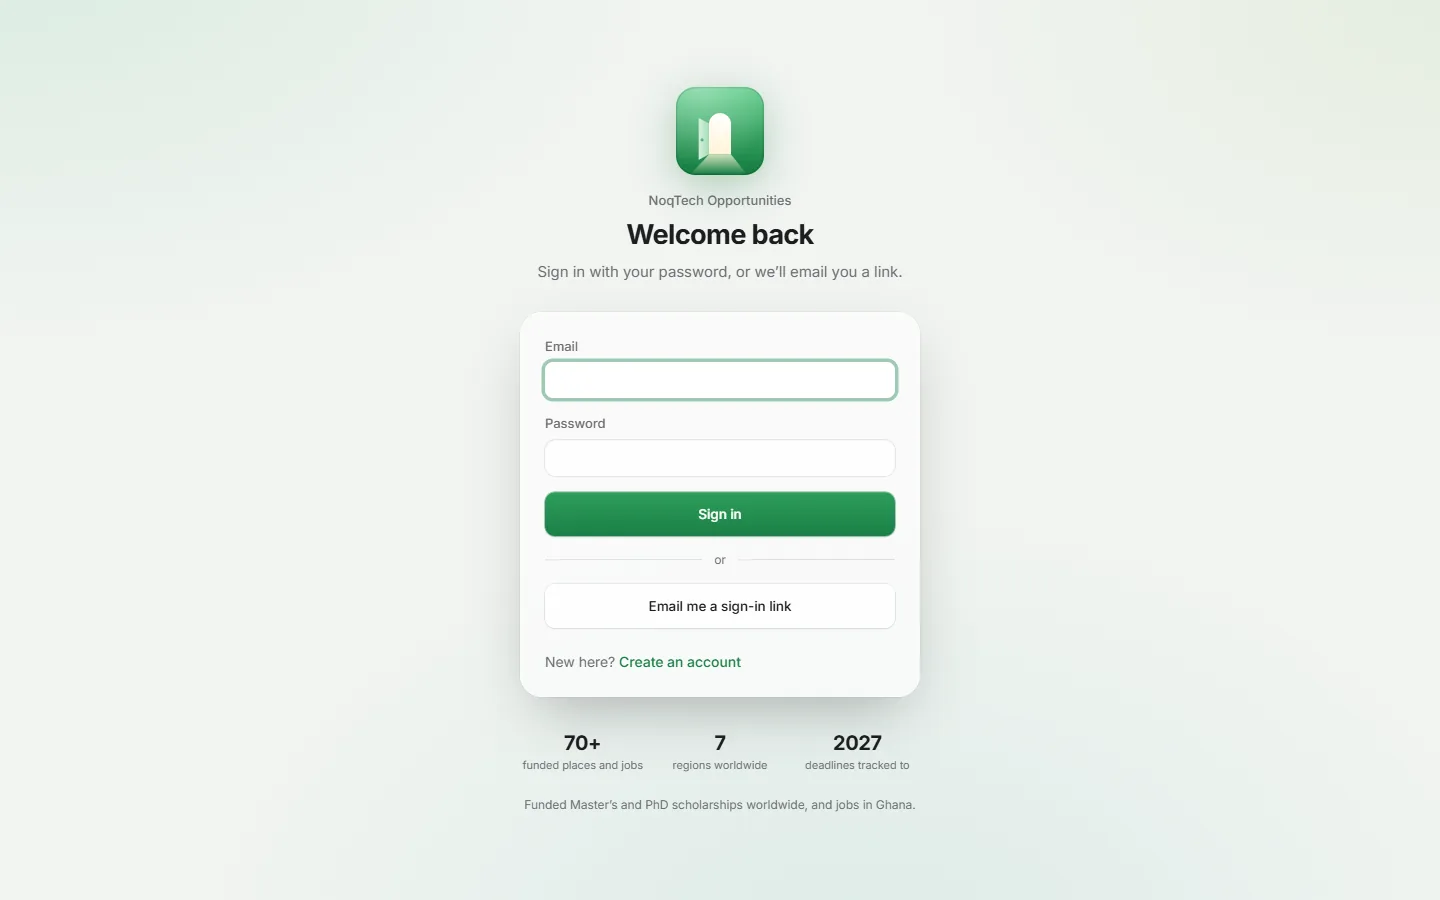 NoqTech Opportunities
Welcome back
Sign in with your password, or we’ll email you a link.
Email
Password
Sign in
or
Email me a sign-in link
New here? Create an account
70+
funded places and jobs
7
regions worldwide
2027
deadlines tracked to
Funded Master’s and PhD scholarships worldwide, and jobs in Ghana.